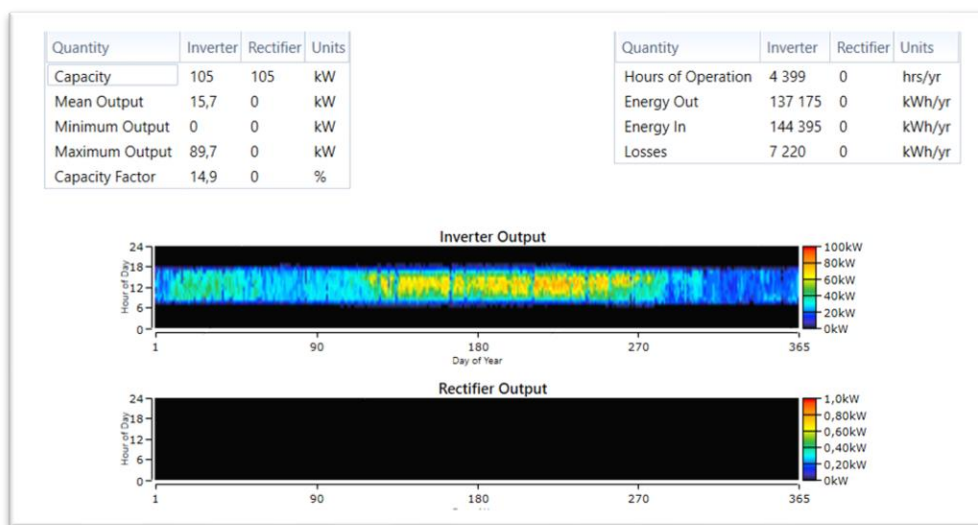 Quantity Inverter Rectifier Units
Capacity 105 105 kW
Mean Output 15,7 0 kW
Minimum Output 0 0 kW
Maximum Output 89,7 0 kW
Capacity Factor 14,9 0 %
Quantity Inverter Rectifier Units
Hours of Operation 4 399 0 hrs/yr
Energy Out 137 175 0 kWh/yr
Energy In 144 395 0 kWh/yr
Losses 7 220 0 kWh/yr
Inverter Output
Hour of Day
24
18
12
6
0
1 90 180 270 365
Day of Year
100kW
80kW
60kW
40kW
20kW
0kW
Rectifier Output
Hour of Day
24
18
12
6
0
1 90 180 270 365
1,0kW
0,80kW
0,60kW
0,40kW
0,20kW
0kW